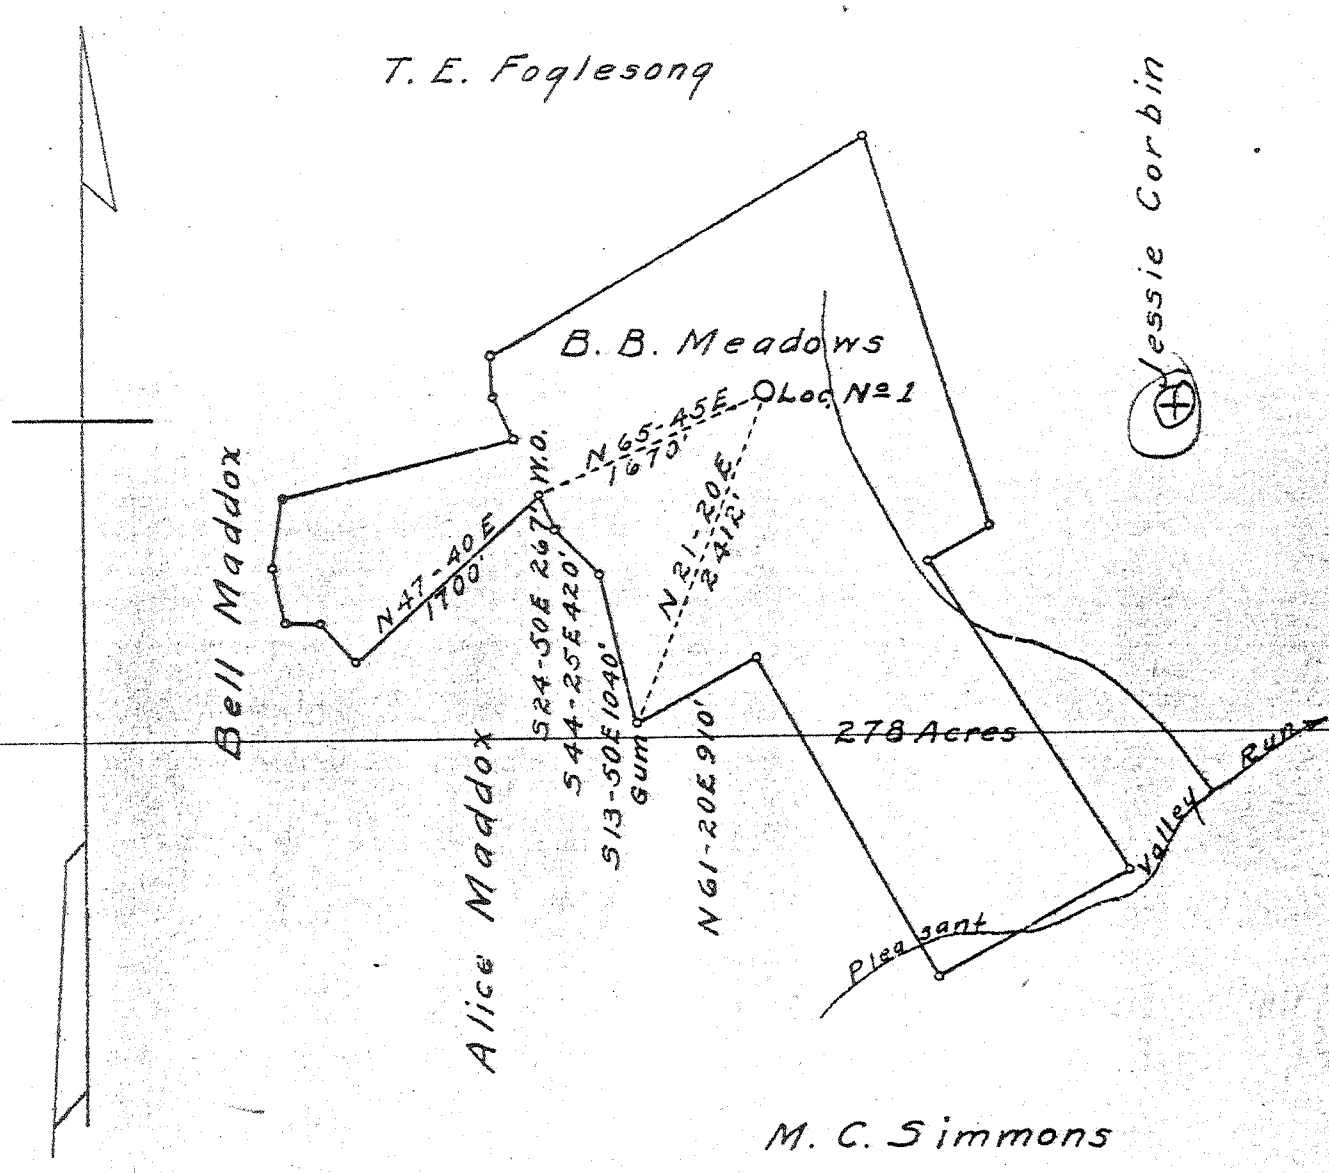 T. E. Foglesong
Jessie Corbin
B. B. Meadows
Loc. No 1
N 65-45 E
1670'
W.O.
N 21-20 E
2412'
Bell Maddox
N 47-40 E
1700'
S 24-50 E 267'
S 44-25 E 420'
S 13-50 E 1040'
Gum
N 61-20 E 910'
278 Acres
Alice Maddox
Pleasant Valley Run
M. C. Simmons